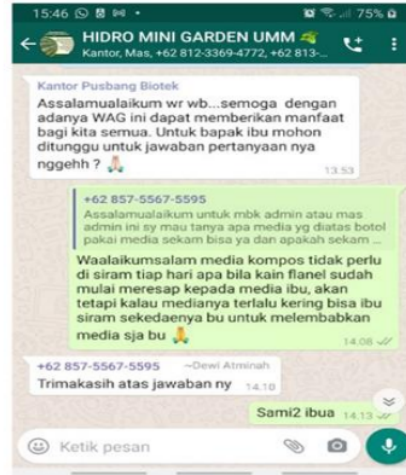 15:46 75%
HIDRO MINI GARDEN UMM
Kantor, Mas, +62 812-3369-4772, +62 813-...
Kantor Pusbang Biotek
Assalamualaikum wr wb...semoga dengan
adanya WAG ini dapat memberikan manfaat
bagi kita semua. Untuk bapak ibu mohon
ditunggu untuk jawaban pertanyaan nya
nggehh ? 🙏
13.53
+62 857-5567-5595
Assalamualaikum untuk mbk admin atau mas
admin ini sy mau tanya apa media yg diatas botol
pakai media sekam bisa ya dan apakah sekam ...
Waalaikumsalam media kompos tidak perlu
di siram tiap hari apa bila kain flanel sudah
mulai meresap kepada media ibu, akan
tetapi kalau medianya terlalu kering bisa ibu
siram sekedaenya bu untuk melembabkan
media sja bu 🙏
14.08
+62 857-5567-5595 ~Dewi Atminah
Trimakasih atas jawaban ny 14.10
Sami2 ibua 14.13
Ketik pesan